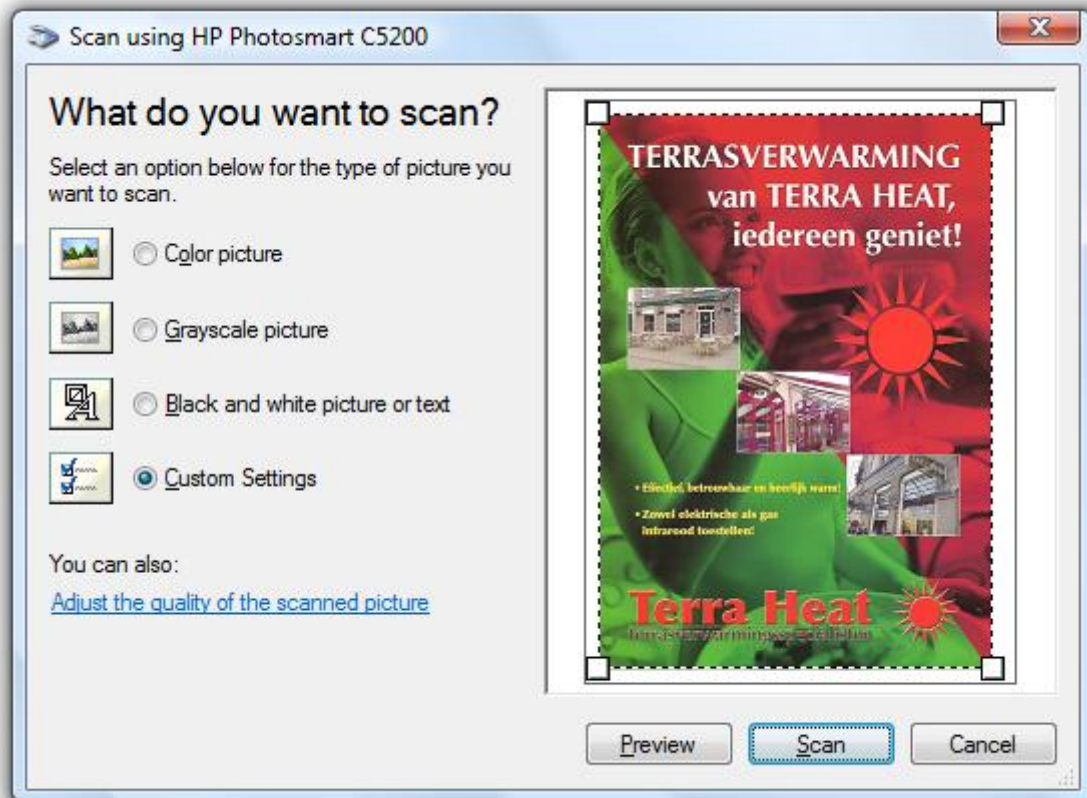 Scan using HP Photosmart C5200
What do you want to scan?
Select an option below for the type of picture you
want to scan.
Color picture
Grayscale picture
Black and white picture or text
Custom Settings
You can also:
Adjust the quality of the scanned picture
TERRASVERWARMING
van TERRA HEAT,
iedereen geniet!
• Effectief, betrouwbaar en heerlijk warm!
• Zowel elektrische als gas
infrarood toestellen!
Terra Heat
Preview
Scan
Cancel